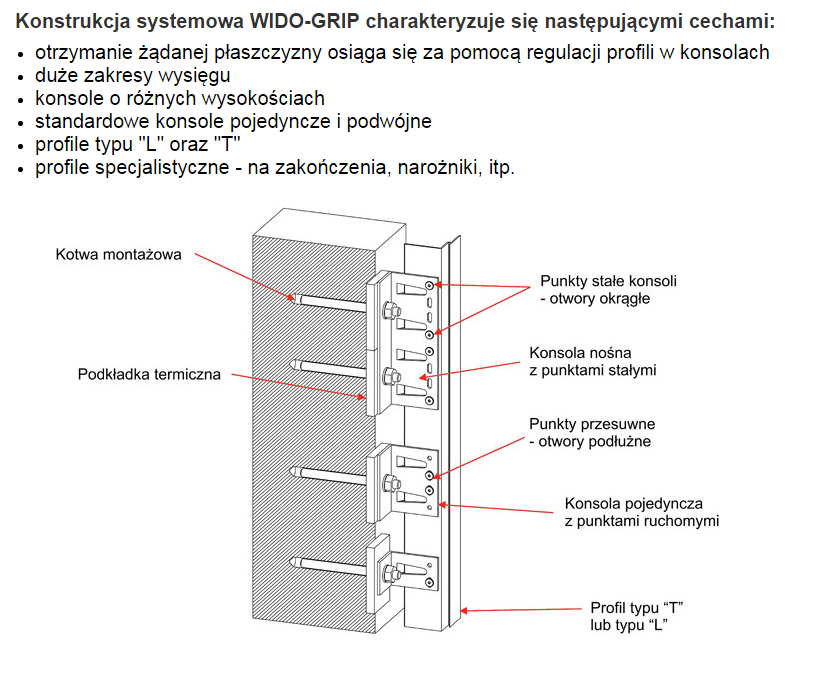 Konstrukcja systemowa WIDO-GRIP charakteryzuje się następującymi cechami:
• otrzymanie żądanej płaszczyzny osiąga się za pomocą regulacji profili w konsolach
• duże zakresy wysięgu
• konsole o różnych wysokościach
• standardowe konsole pojedyncze i podwójne
• profile typu "L" oraz "T"
• profile specjalistyczne - na zakończenia, narożniki, itp.
Kotwa montażowa
Punkty stałe konsoli
- otwory okrągłe
Konsola nośna
z punktami stałymi
Podkładka termiczna
Punkty przesuwne
- otwory podłużne
Konsola pojedyncza
z punktami ruchomymi
Profil typu “T”
lub typu “L”